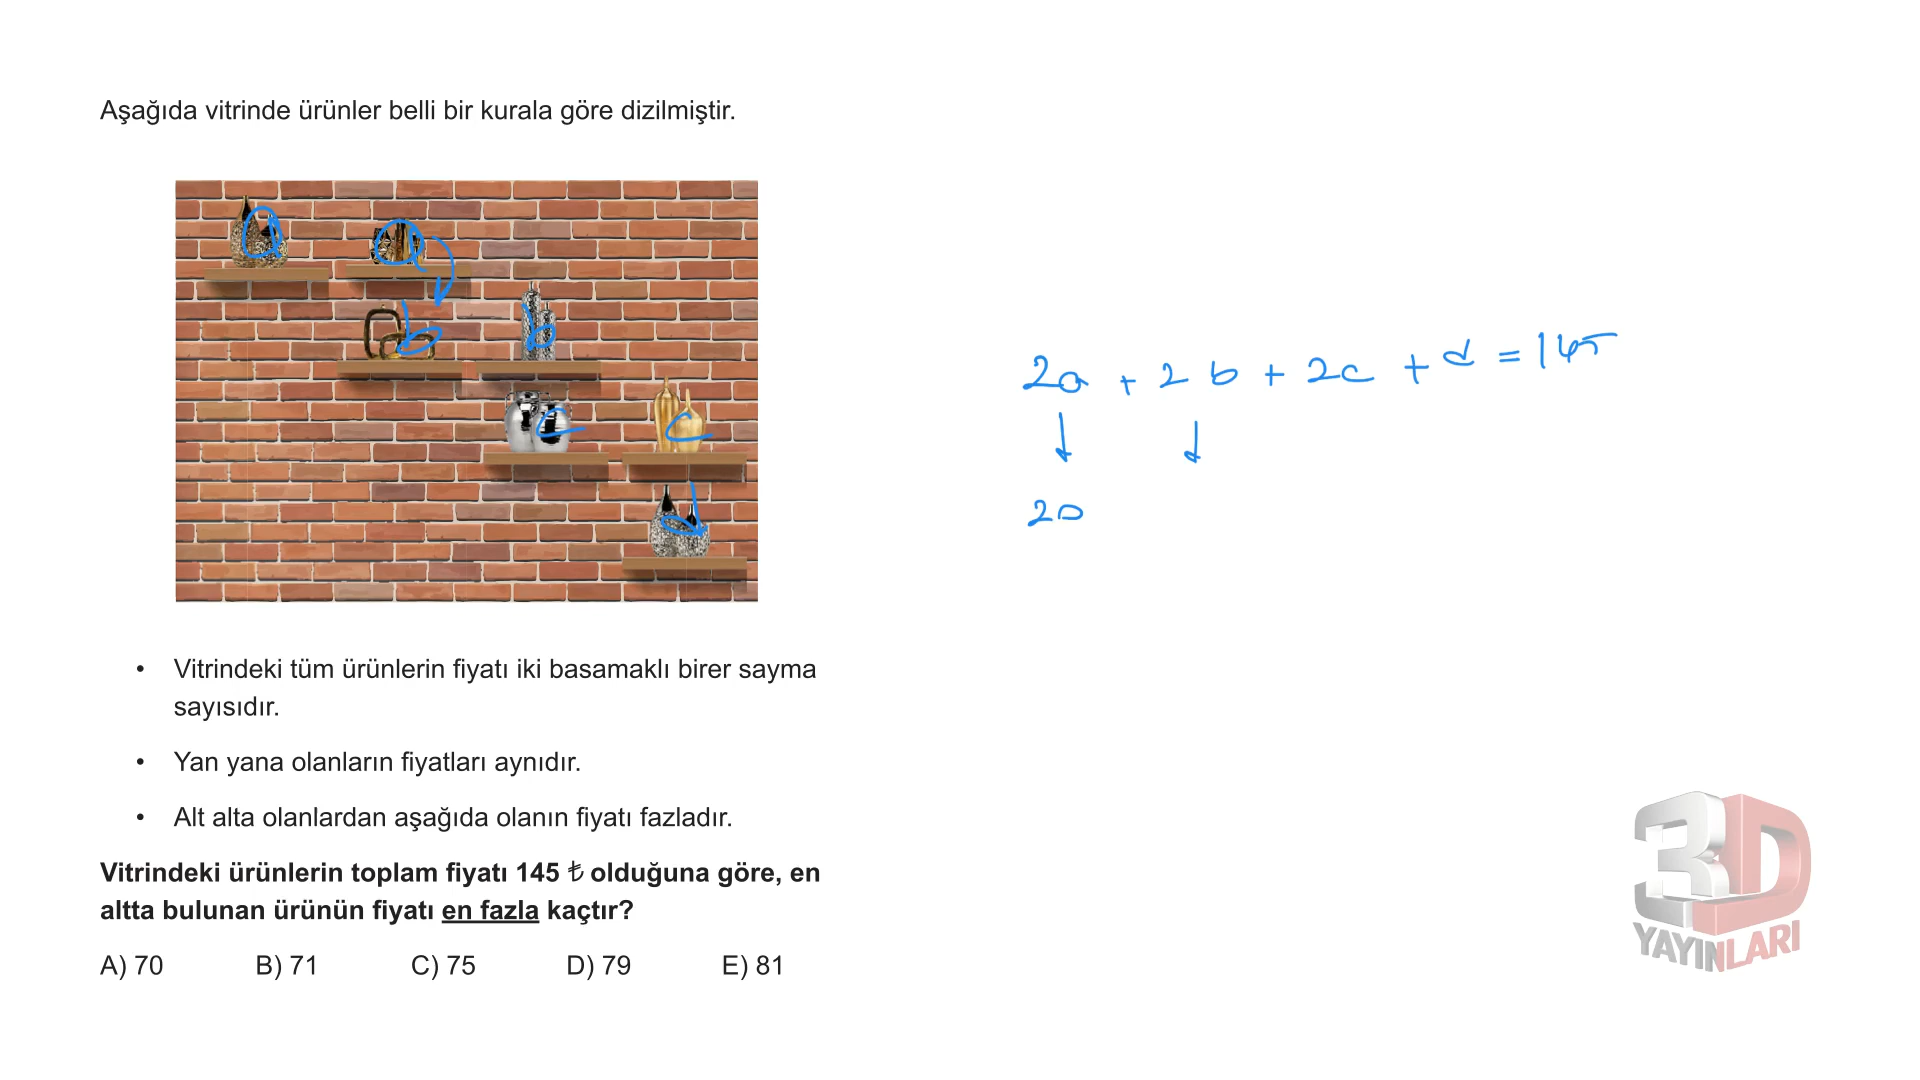 Aşağıda vitrinde ürünler belli bir kurala göre dizilmiştir.
a a
b b
c c
d
2a + 2b + 2c + d = 145
20
• Vitrindeki tüm ürünlerin fiyatı iki basamaklı birer sayma
sayısıdır.
• Yan yana olanların fiyatları aynıdır.
• Alt alta olanlardan aşağıda olanın fiyatı fazladır.
Vitrindeki ürünlerin toplam fiyatı 145 ₺ olduğuna göre, en
altta bulunan ürünün fiyatı en fazla kaçtır?
A) 70 B) 71 C) 75 D) 79 E) 81
3D
YAYINLARI